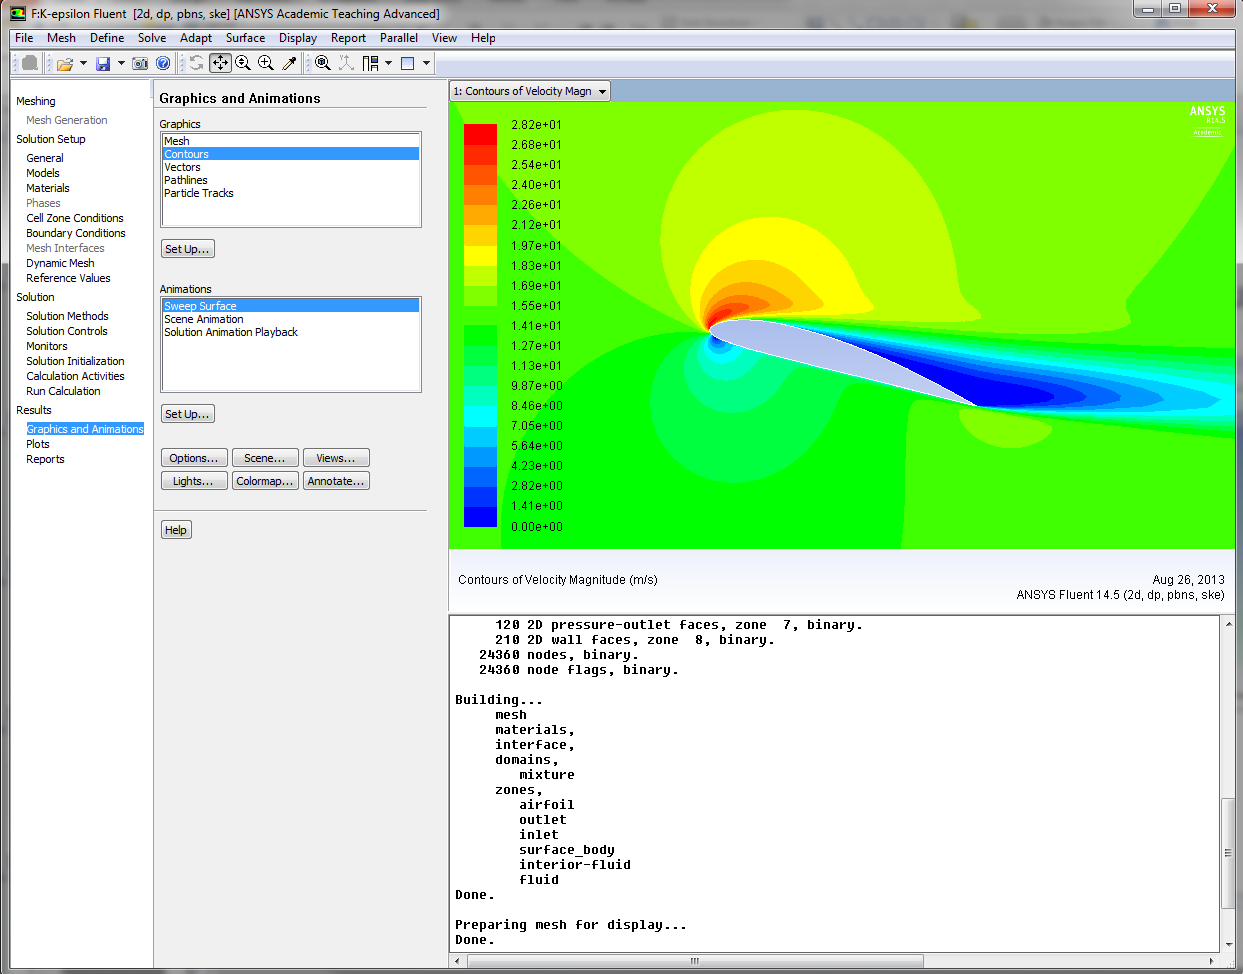 F:K-epsilon Fluent  [2d, dp, pbns, ske] [ANSYS Academic Teaching Advanced]
File Mesh Define Solve Adapt Surface Display Report Parallel View Help
Meshing
Mesh Generation
Solution Setup
General
Models
Materials
Phases
Cell Zone Conditions
Boundary Conditions
Mesh Interfaces
Dynamic Mesh
Reference Values
Solution
Solution Methods
Solution Controls
Monitors
Solution Initialization
Calculation Activities
Run Calculation
Results
Graphics and Animations
Plots
Reports
Graphics and Animations
Graphics
Mesh
Contours
Vectors
Pathlines
Particle Tracks
Set Up...
Animations
Sweep Surface
Scene Animation
Solution Animation Playback
Set Up...
Options... Scene... Views...
Lights... Colormap... Annotate...
Help
1: Contours of Velocity Magn
ANSYS
R14.5
Academic
2.82e+01
2.68e+01
2.54e+01
2.40e+01
2.26e+01
2.12e+01
1.97e+01
1.83e+01
1.69e+01
1.55e+01
1.41e+01
1.27e+01
1.13e+01
9.87e+00
8.46e+00
7.05e+00
5.64e+00
4.23e+00
2.82e+00
1.41e+00
0.00e+00
Contours of Velocity Magnitude (m/s)
Aug 26, 2013
ANSYS Fluent 14.5 (2d, dp, pbns, ske)
120 2D pressure-outlet faces, zone  7, binary.
210 2D wall faces, zone  8, binary.
24360 nodes, binary.
24360 node flags, binary.
Building...
mesh
materials,
interface,
domains,
mixture
zones,
airfoil
outlet
inlet
surface_body
interior-fluid
fluid
Done.
Preparing mesh for display...
Done.